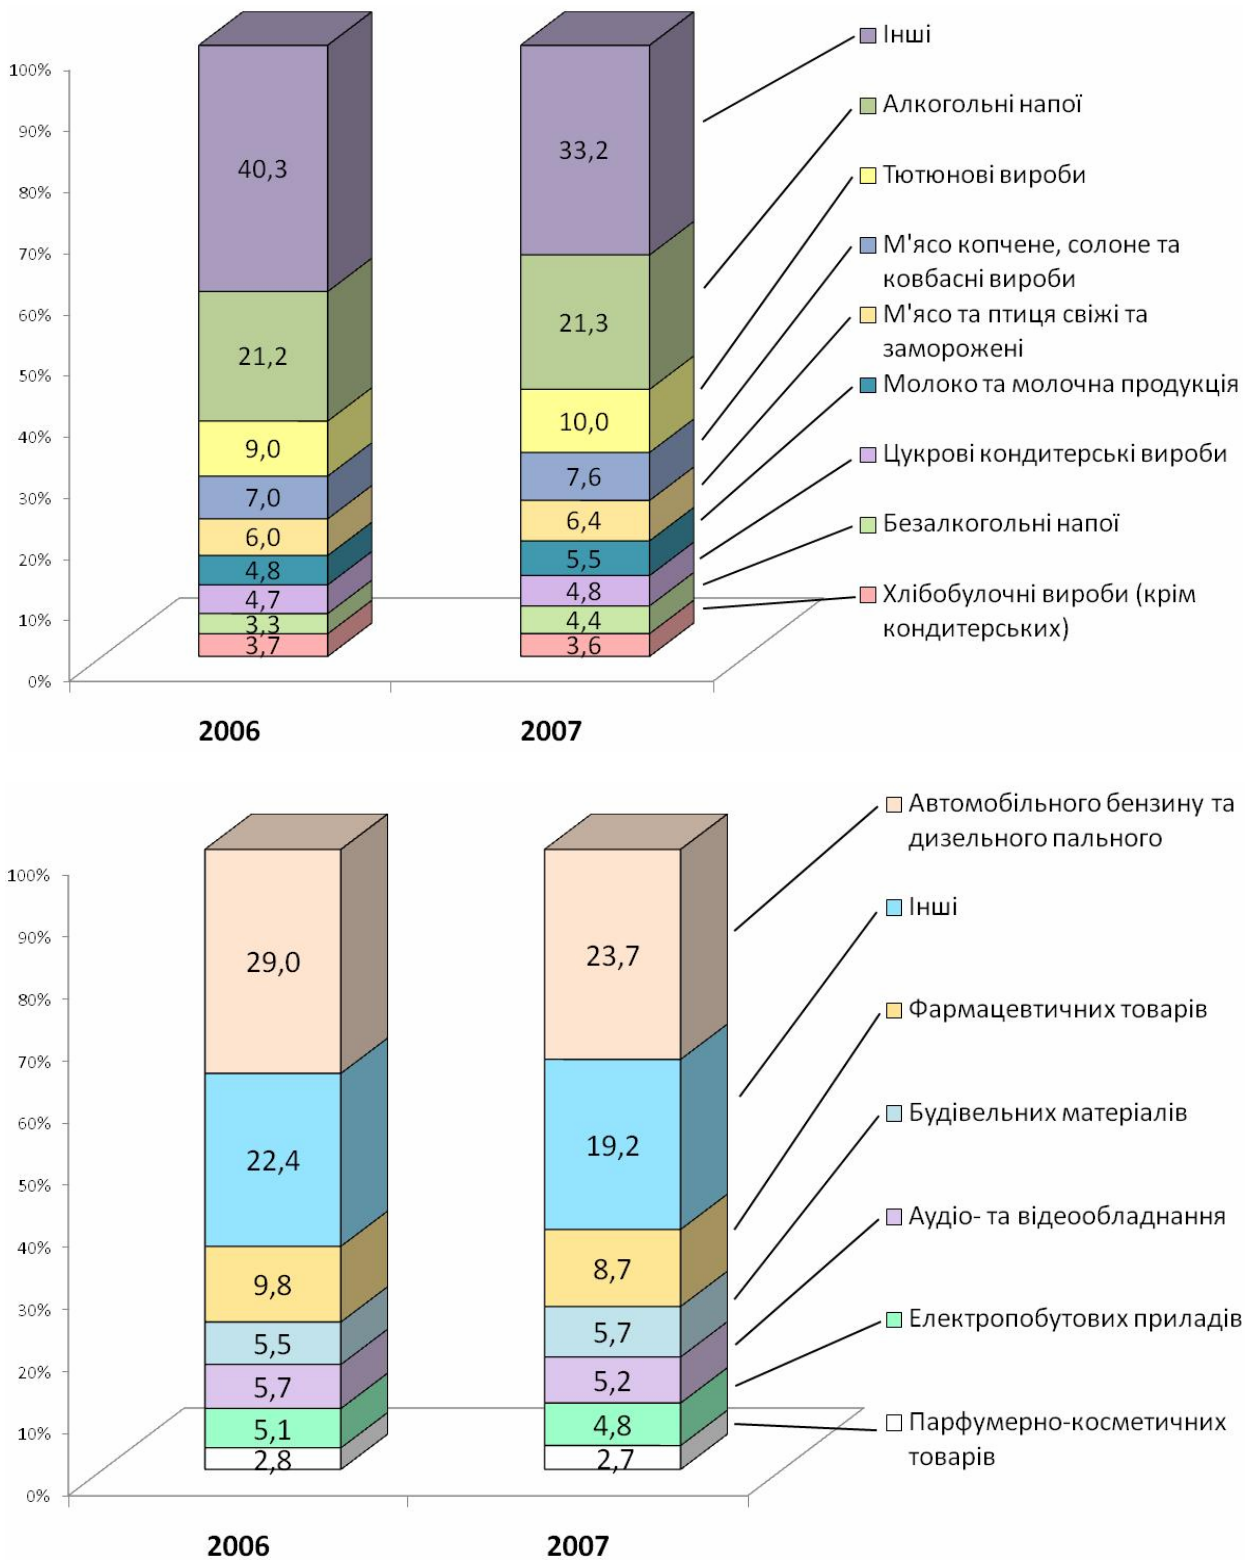 Інші
100%
Алкогольні напої
90%
40,3
33,2
80%
Тютюнові вироби
70%
М'ясо копчене, солоне та
ковбасні вироби
60%
21,2
21,3
М'ясо та птиця свіжі та
заморожені
50%
Молоко та молочна продукція
40%
9,0
10,0
Цукрові кондитерські вироби
30%
7,0
7,6
6,0
6,4
Безалкогольні напої
20%
4,8
5,5
4,7
4,8
Хлібобулочні вироби (крім
кондитерських)
10%
3,3
4,4
3,7
3,6
0%
2006
2007
Автомобільного бензину та
дизельного пального
100%
Інші
90%
29,0
23,7
80%
Фармацевтичних товарів
70%
60%
Будівельних матеріалів
22,4
19,2
50%
Аудіо- та відеообладнання
40%
9,8
8,7
30%
Електропобутових приладів
5,5
5,7
20%
5,7
5,2
Парфумерно-косметичних
товарів
10%
5,1
4,8
2,8
2,7
0%
2006
2007